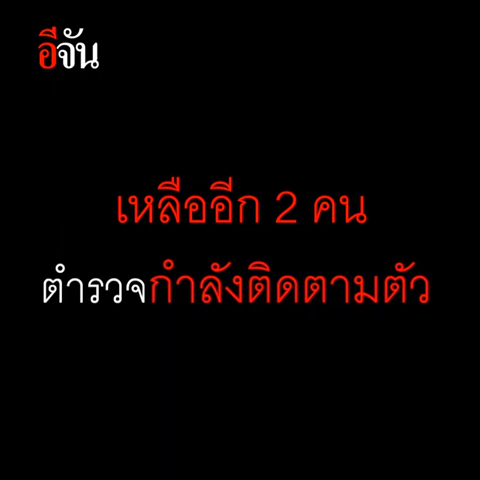 อีจัน
เหลืออีก 2 คน
ตำรวจกำลังติดตามตัว